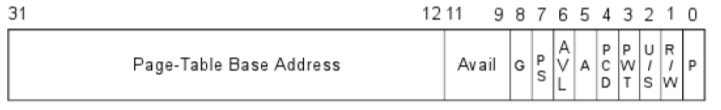 31 12 11 9 8 7 6 5 4 3 2 1 0
Page-Table Base Address Avail G PS AVL A PCD PWT U/S R/W P